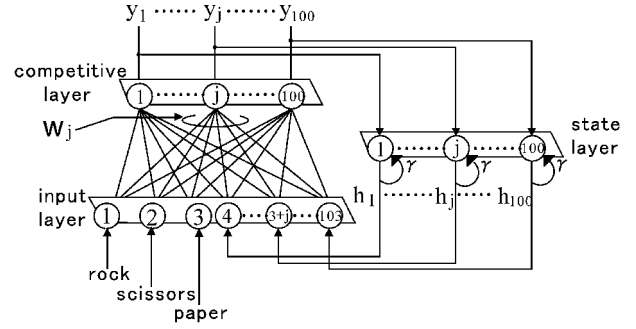 y1 ······ yj ······ y100
competitive layer
1 ······ j ······ 100
Wj
state layer
1 ······ j ······ 100
γ γ γ
h1 ······ hj ······ h100
input layer
1 2 3 4 ··· 3+j ··· 103
rock
scissors
paper